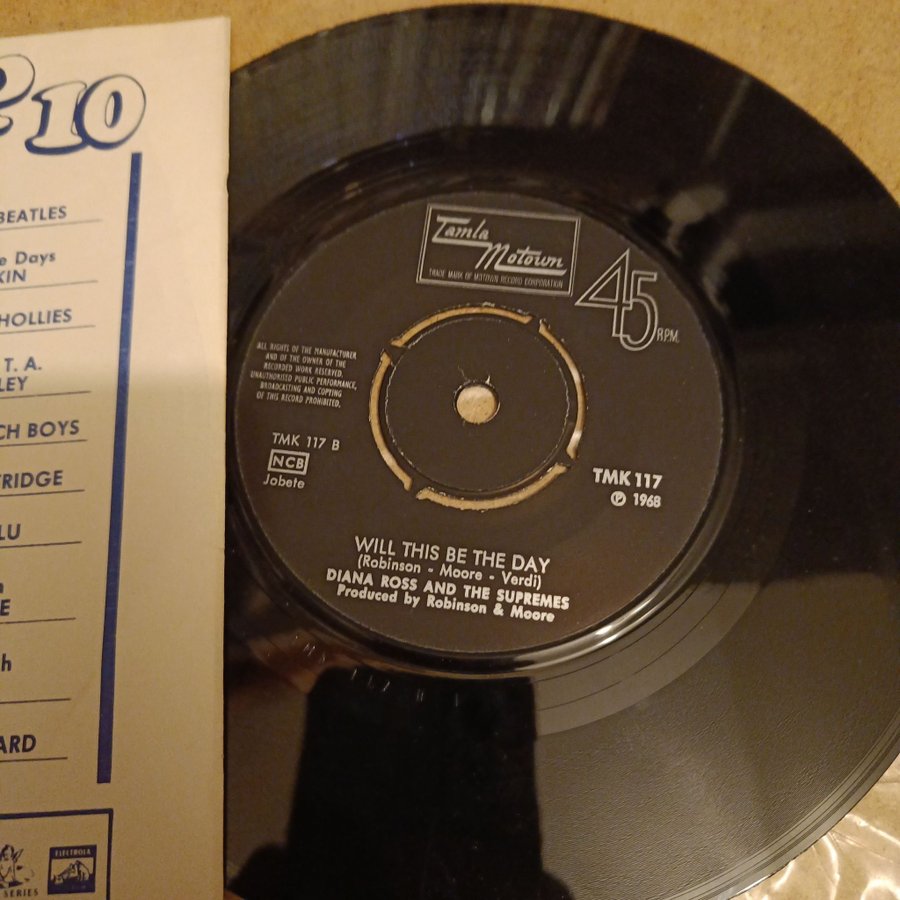 10
BEATLES
e Days
KIN
HOLLIES
T. A.
LEY
CH BOYS
TRIDGE
LU
E
h
ARD
ELECTROLA
SERIES
Tamla
Motown
TRADE MARK OF MOTOWN RECORD CORPORATION
45
R.P.M.
ALL RIGHTS OF THE MANUFACTURER
AND OF THE OWNER OF THE
RECORDED WORK RESERVED.
UNAUTHORISED PUBLIC PERFORMANCE,
BROADCASTING AND COPYING
OF THIS RECORD PROHIBITED.
TMK 117 B
NCB
Jobete
TMK 117
℗ 1968
WILL THIS BE THE DAY
(Robinson - Moore - Verdi)
DIANA ROSS AND THE SUPREMES
Produced by Robinson & Moore